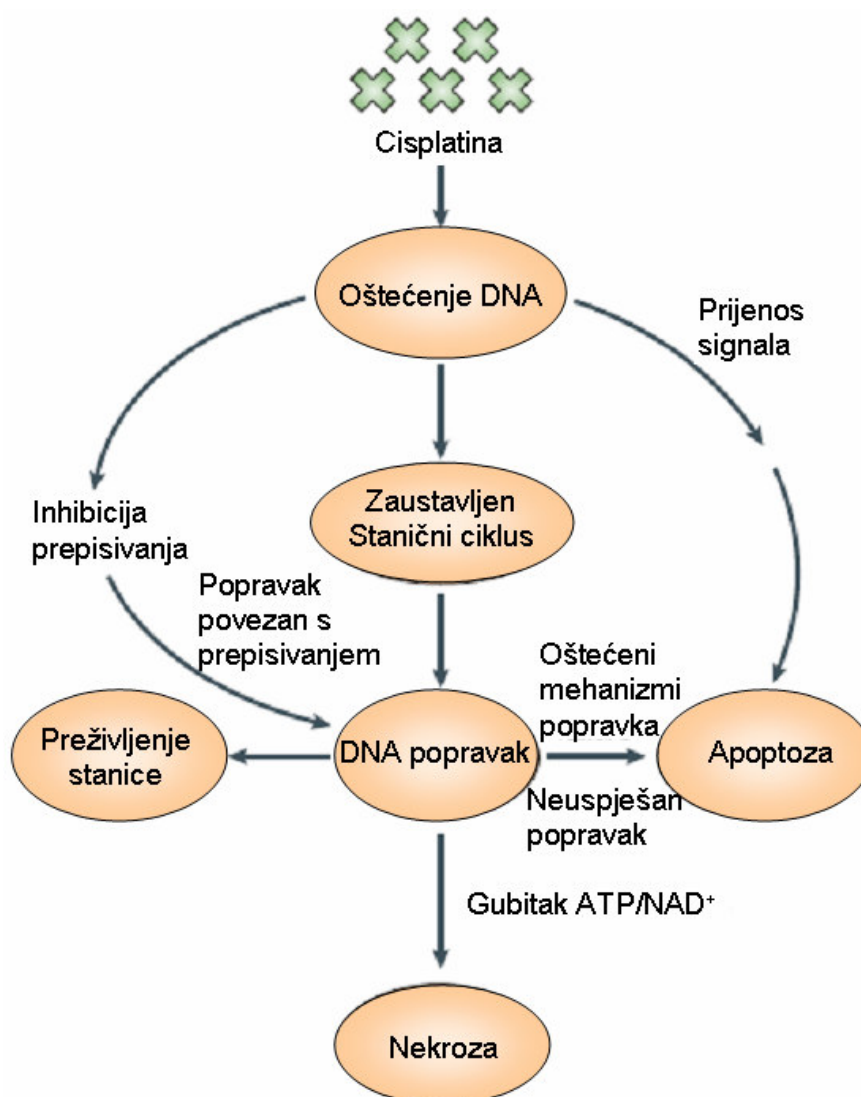 Cisplatina
Oštećenje DNA
Prijenos
signala
Zaustavljen
Stanični ciklus
Inhibicija
prepisivanja
Popravak
povezan s
prepisivanjem
Oštećeni
mehanizmi
popravka
Preživljenje
stanice
DNA popravak
Apoptoza
Neuspješan
popravak
Gubitak ATP/NAD⁺
Nekroza